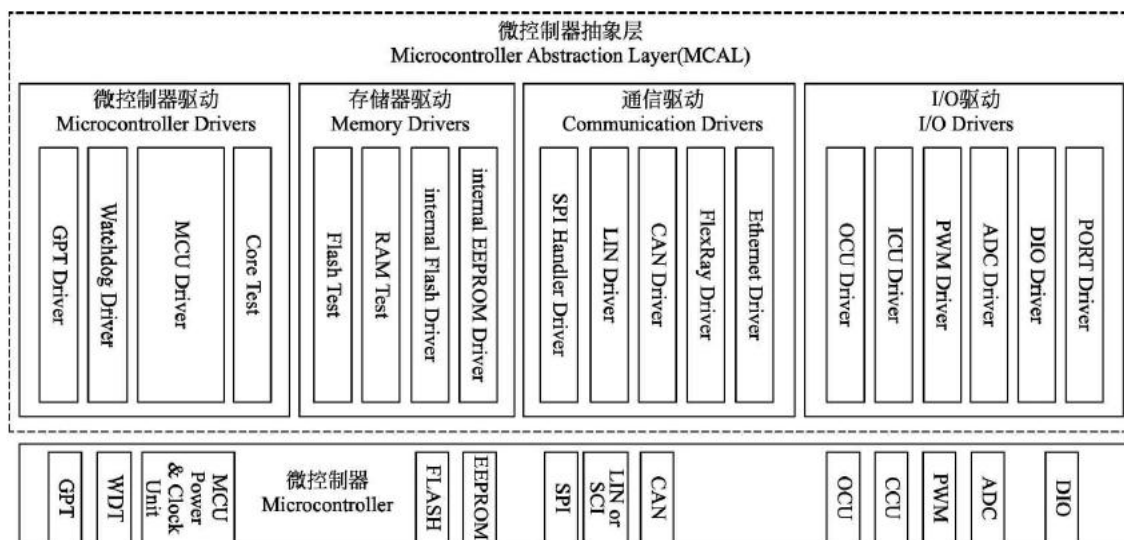 微控制器抽象层
Microcontroller Abstraction Layer(MCAL)
微控制器驱动
Microcontroller Drivers
GPT Driver
Watchdog Driver
MCU Driver
Core Test
存储器驱动
Memory Drivers
Flash Test
RAM Test
internal Flash Driver
internal EEPROM Driver
通信驱动
Communication Drivers
SPI Handler Driver
LIN Driver
CAN Driver
FlexRay Driver
Ethernet Driver
I/O驱动
I/O Drivers
OCU Driver
ICU Driver
PWM Driver
ADC Driver
DIO Driver
PORT Driver
GPT
WDT
MCU
Power
& Clock
Unit
微控制器
Microcontroller
FLASH
EEPROM
SPI
LIN or
SCI
CAN
OCU
CCU
PWM
ADC
DIO